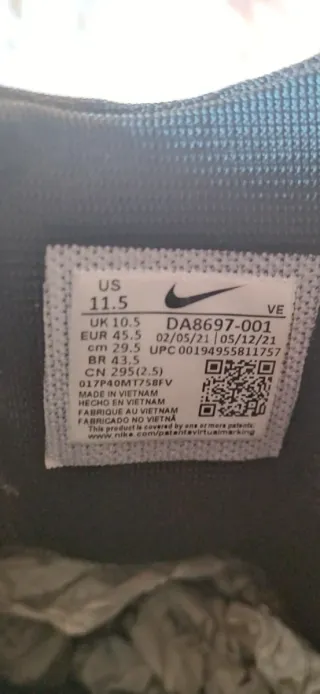 US
11.5
VE
UK 10.5
DA8697-001
EUR 45.5
02/05/21 | 05/12/21
cm 29.5
UPC 00194955811757
BR 43.5
CN 295(2.5)
017P40MT758FV
MADE IN VIETNAM
HECHO EN VIETNAM
FABRIQUE AU VIETNAM
FABRICADO NO VIETNÃ
This product is covered by one or more patents:
www.nike.com/patentsvirtualmarking